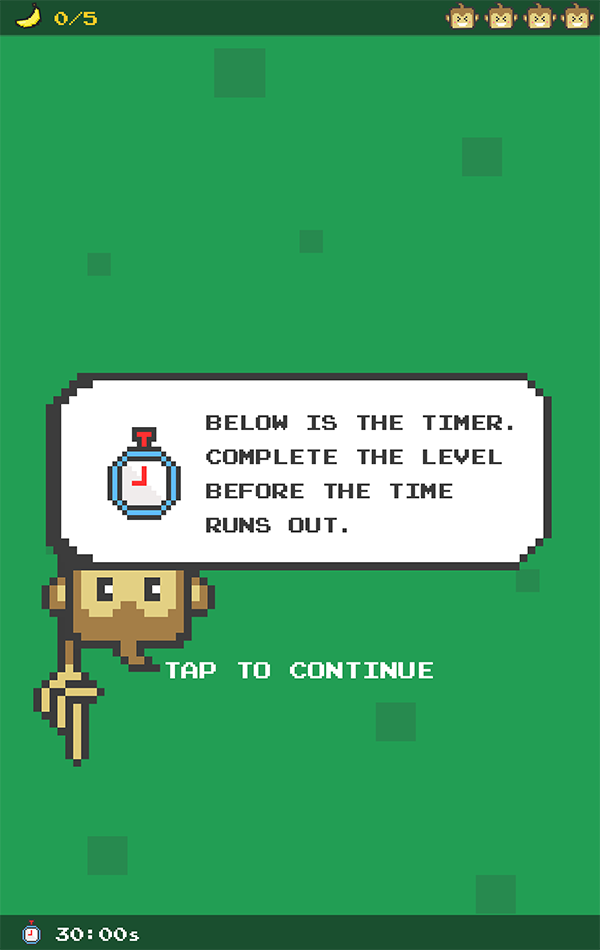 0/5
BELOW IS THE TIMER.
COMPLETE THE LEVEL
BEFORE THE TIME
RUNS OUT.
TAP TO CONTINUE
30:00s